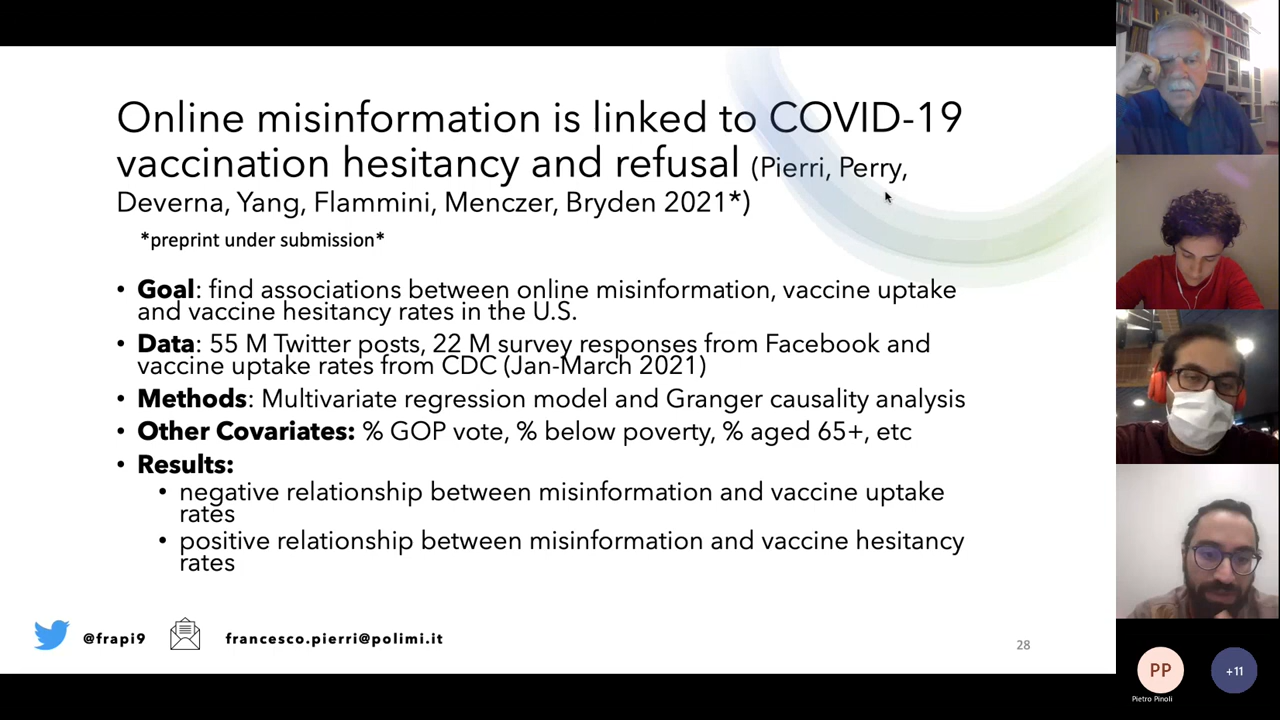 Online misinformation is linked to COVID-19
vaccination hesitancy and refusal (Pierri, Perry,
Deverna, Yang, Flammini, Menczer, Bryden 2021*)
*preprint under submission*
• Goal: find associations between online misinformation, vaccine uptake
and vaccine hesitancy rates in the U.S.
• Data: 55 M Twitter posts, 22 M survey responses from Facebook and
vaccine uptake rates from CDC (Jan-March 2021)
• Methods: Multivariate regression model and Granger causality analysis
• Other Covariates: % GOP vote, % below poverty, % aged 65+, etc
• Results:
• negative relationship between misinformation and vaccine uptake
rates
• positive relationship between misinformation and vaccine hesitancy
rates
@frapi9 francesco.pierri@polimi.it
28
PP
+11
Pietro Pinoli